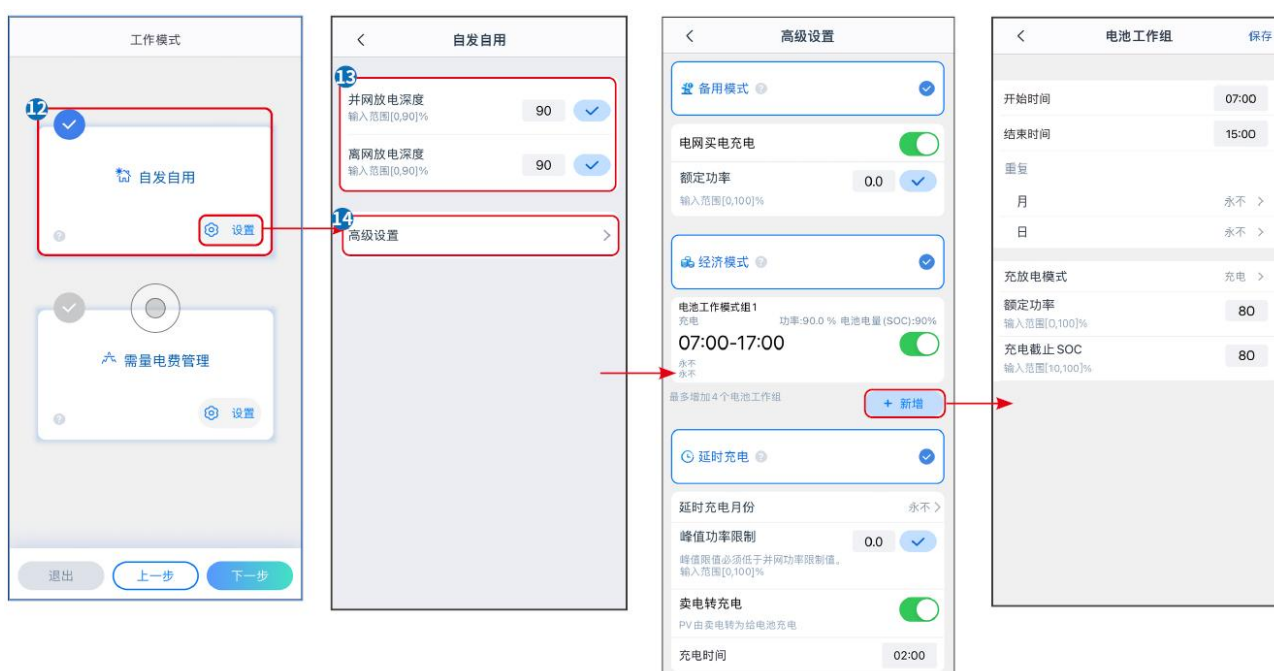 工作模式
12
自发自用
设置
需量电费管理
设置
退出
上一步
下一步
自发自用
13
并网放电深度
90
输入范围[0,90]%
离网放电深度
90
输入范围[0,90]%
14
高级设置
高级设置
备用模式
电网买电充电
额定功率
0.0
输入范围[0,100]%
经济模式
电池工作模式组1
充电 功率:90.0 % 电池电量(SOC):90%
07:00-17:00
永不
永不
最多增加4个电池工作组
+ 新增
延时充电
延时充电月份 永不
峰值功率限制
0.0
峰值限值必须低于并网功率限制值。
输入范围[0,100]%
卖电转充电
PV由卖电转为给电池充电
充电时间 02:00
电池工作组 保存
开始时间 07:00
结束时间 15:00
重复
月 永不
日 永不
充放电模式 充电
额定功率
80
输入范围[0,100]%
充电截止SOC
80
输入范围[10,100]%